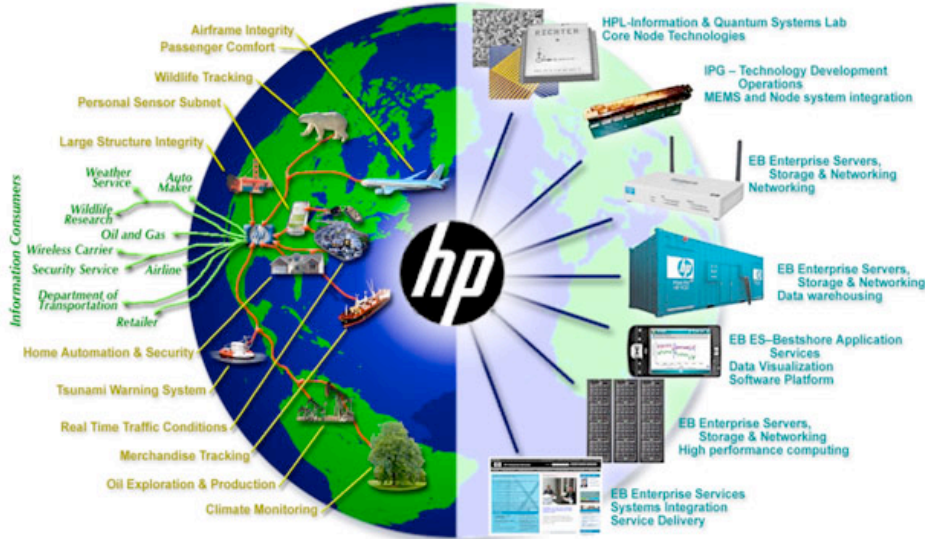 Airframe Integrity
Passenger Comfort
Wildlife Tracking
Personal Sensor Subnet
Large Structure Integrity
Information Consumers
Weather
Service
Auto
Maker
Wildlife
Research
Oil and Gas
Wireless Carrier
Security Service
Airline
Department of
Transportation
Retailer
Home Automation & Security
Tsunami Warning System
Real Time Traffic Conditions
Merchandise Tracking
Oil Exploration & Production
Climate Monitoring
hp
RICHTER
HPL-Information & Quantum Systems Lab
Core Node Technologies
IPG – Technology Development
Operations
MEMS and Node system integration
EB Enterprise Servers,
Storage & Networking
Networking
hp
EB Enterprise Servers,
Storage & Networking
Data warehousing
EB ES–Bestshore Application
Services
Data Visualization
Software Platform
EB Enterprise Servers,
Storage & Networking
High performance computing
EB Enterprise Services
Systems Integration
Service Delivery